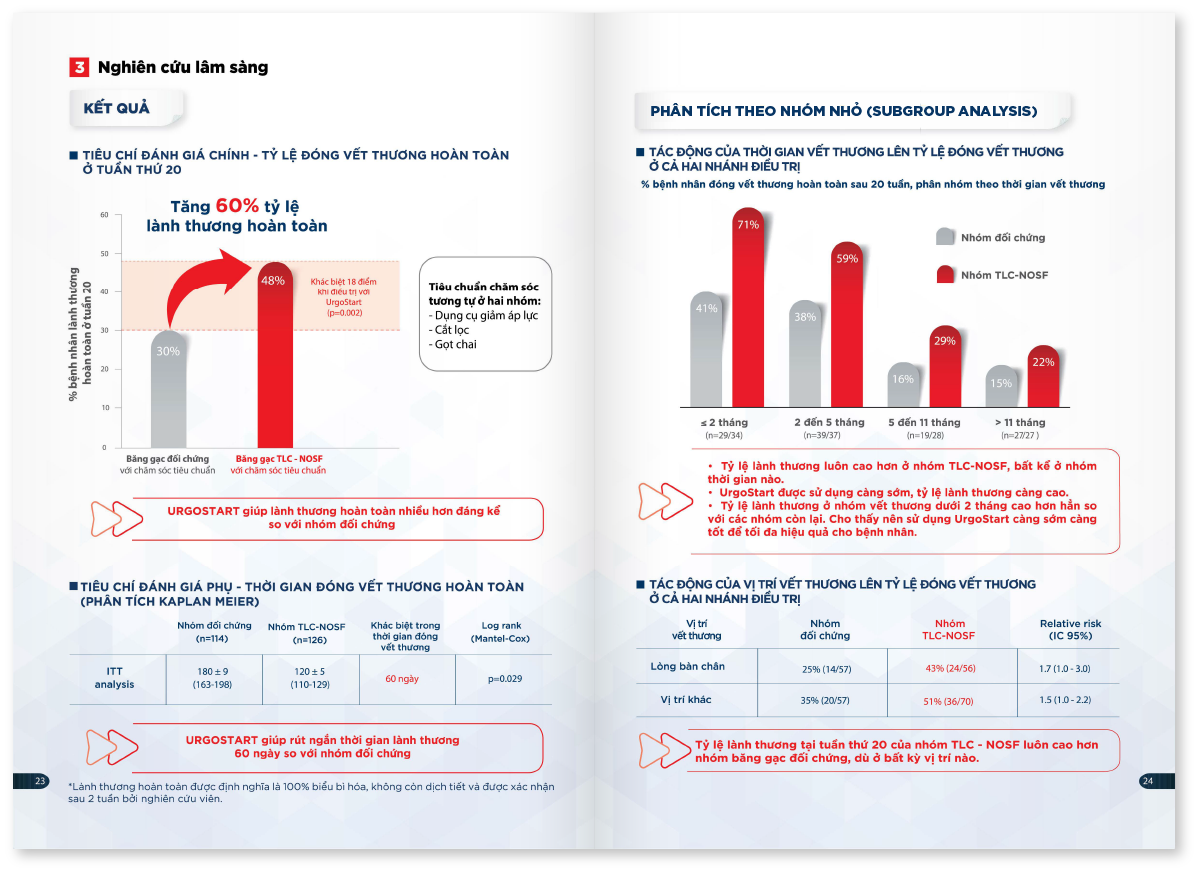 3 Nghiên cứu lâm sàng
KẾT QUẢ
TIÊU CHÍ ĐÁNH GIÁ CHÍNH - TỶ LỆ ĐÓNG VẾT THƯƠNG HOÀN TOÀN
Ở TUẦN THỨ 20
Tăng 60% tỷ lệ
lành thương hoàn toàn
% bệnh nhân lành thương
hoàn toàn ở tuần 20
60
50
40
30
20
10
0
30%
48%
Khác biệt 18 điểm
khi điều trị với
UrgoStart
(p=0.002)
Băng gạc đối chứng
với chăm sóc tiêu chuẩn
Băng gạc TLC - NOSF
với chăm sóc tiêu chuẩn
Tiêu chuẩn chăm sóc
tương tự ở hai nhóm:
- Dụng cụ giảm áp lực
- Cắt lọc
- Gọt chai
URGOSTART giúp lành thương hoàn toàn nhiều hơn đáng kể
so với nhóm đối chứng
TIÊU CHÍ ĐÁNH GIÁ PHỤ - THỜI GIAN ĐÓNG VẾT THƯƠNG HOÀN TOÀN
(PHÂN TÍCH KAPLAN MEIER)
Nhóm đối chứng
(n=114)
Nhóm TLC-NOSF
(n=126)
Khác biệt trong
thời gian đóng
vết thương
Log rank
(Mantel-Cox)
ITT
analysis
180 ± 9
(163-198)
120 ± 5
(110-129)
60 ngày
p=0.029
URGOSTART giúp rút ngắn thời gian lành thương
60 ngày so với nhóm đối chứng
*Lành thương hoàn toàn được định nghĩa là 100% biểu bì hóa, không còn dịch tiết và được xác nhận
sau 2 tuần bởi nghiên cứu viên.
23
PHÂN TÍCH THEO NHÓM NHỎ (SUBGROUP ANALYSIS)
TÁC ĐỘNG CỦA THỜI GIAN VẾT THƯƠNG LÊN TỶ LỆ ĐÓNG VẾT THƯƠNG
Ở CẢ HAI NHÁNH ĐIỀU TRỊ
% bệnh nhân đóng vết thương hoàn toàn sau 20 tuần, phân nhóm theo thời gian vết thương
41%
71%
38%
59%
16%
29%
15%
22%
Nhóm đối chứng
Nhóm TLC-NOSF
≤ 2 tháng
(n=29/34)
2 đến 5 tháng
(n=39/37)
5 đến 11 tháng
(n=19/28)
> 11 tháng
(n=27/27 )
• Tỷ lệ lành thương luôn cao hơn ở nhóm TLC-NOSF, bất kể ở nhóm
thời gian nào.
• UrgoStart được sử dụng càng sớm, tỷ lệ lành thương càng cao.
• Tỷ lệ lành thương ở nhóm vết thương dưới 2 tháng cao hơn hẳn so
với các nhóm còn lại. Cho thấy nên sử dụng UrgoStart càng sớm càng
tốt để tối đa hiệu quả cho bệnh nhân.
TÁC ĐỘNG CỦA VỊ TRÍ VẾT THƯƠNG LÊN TỶ LỆ ĐÓNG VẾT THƯƠNG
Ở CẢ HAI NHÁNH ĐIỀU TRỊ
Vị trí
vết thương
Nhóm
đối chứng
Nhóm
TLC-NOSF
Relative risk
(IC 95%)
Lòng bàn chân
25% (14/57)
43% (24/56)
1.7 (1.0 - 3.0)
Vị trí khác
35% (20/57)
51% (36/70)
1.5 (1.0 - 2.2)
Tỷ lệ lành thương tại tuần thứ 20 của nhóm TLC - NOSF luôn cao hơn
nhóm băng gạc đối chứng, dù ở bất kỳ vị trí nào.
24